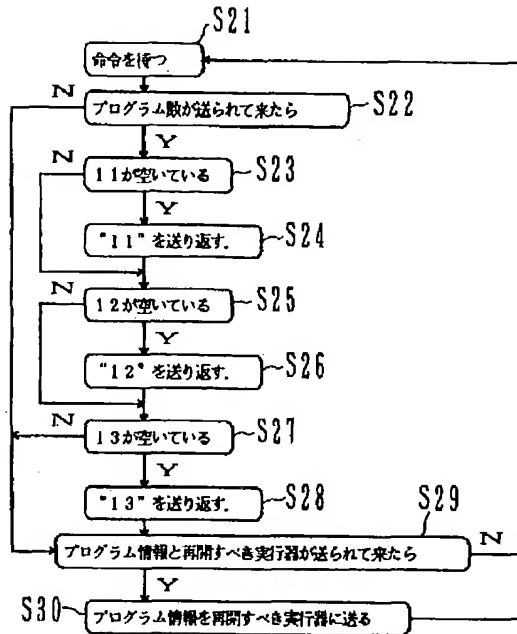 S21
命令を待つ
N
プログラム数が送られて来たら
S22
Y
N
11が空いている
S23
Y
"11"を送り返す.
S24
N
12が空いている
S25
Y
"12"を送り返す.
S26
N
13が空いている
S27
Y
"13"を送り返す.
S28
S29
プログラム情報と再開すべき実行器が送られて来たら
N
Y
S30
プログラム情報を再開すべき実行器に送る